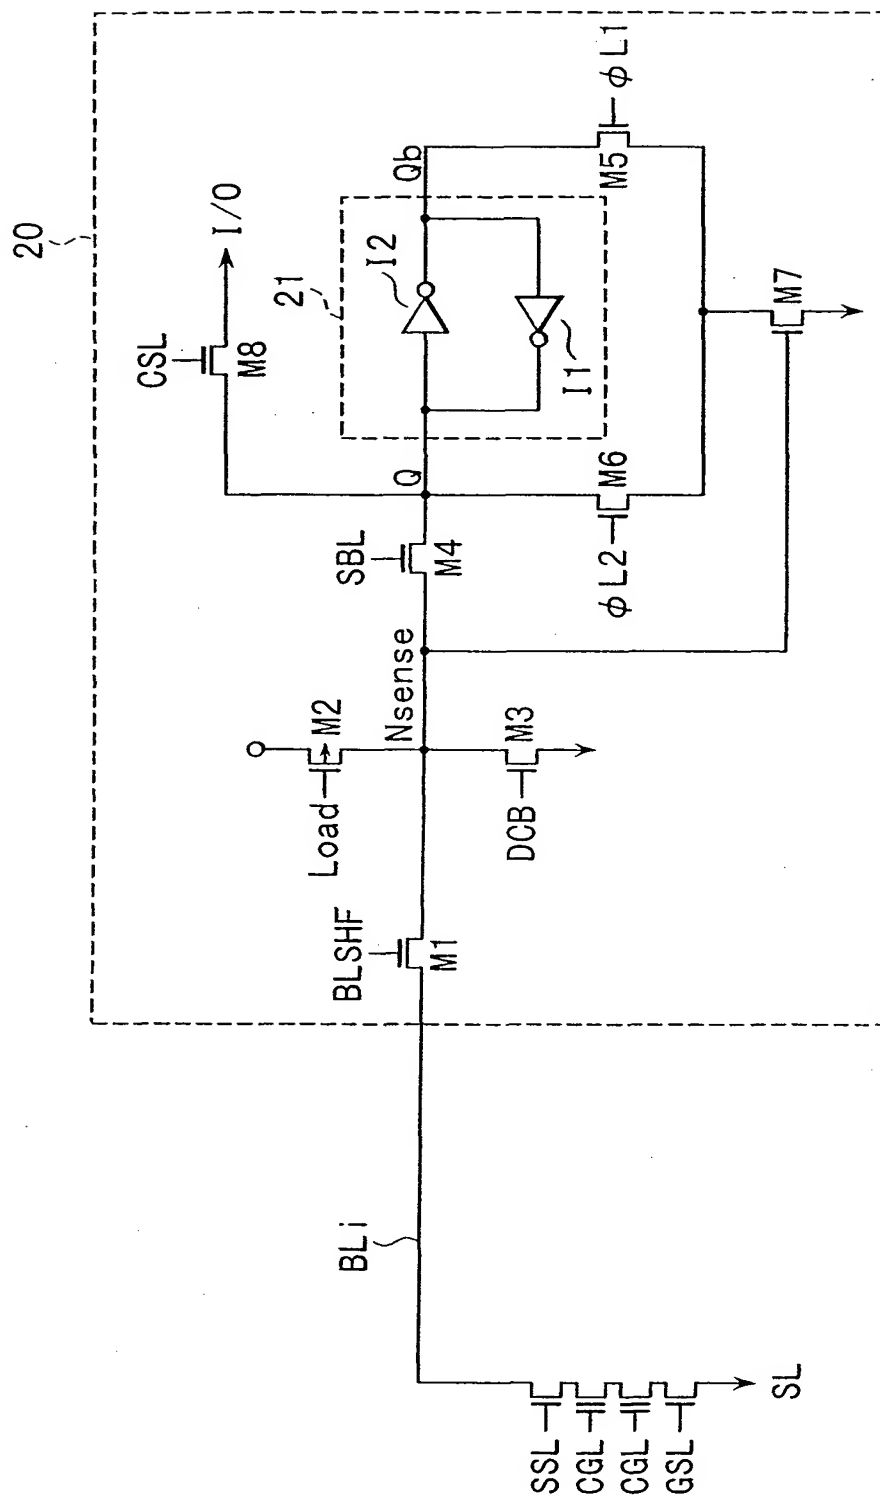 20
CSL
M8
I/O
21
I2
Qb
I1
Q
SBL
M4
M6
φL2
M5
φL1
M7
Nsense
M2
Load
M3
DCB
BLSHF
M1
BLi
SSL
CGL
CGL
GSL
SL